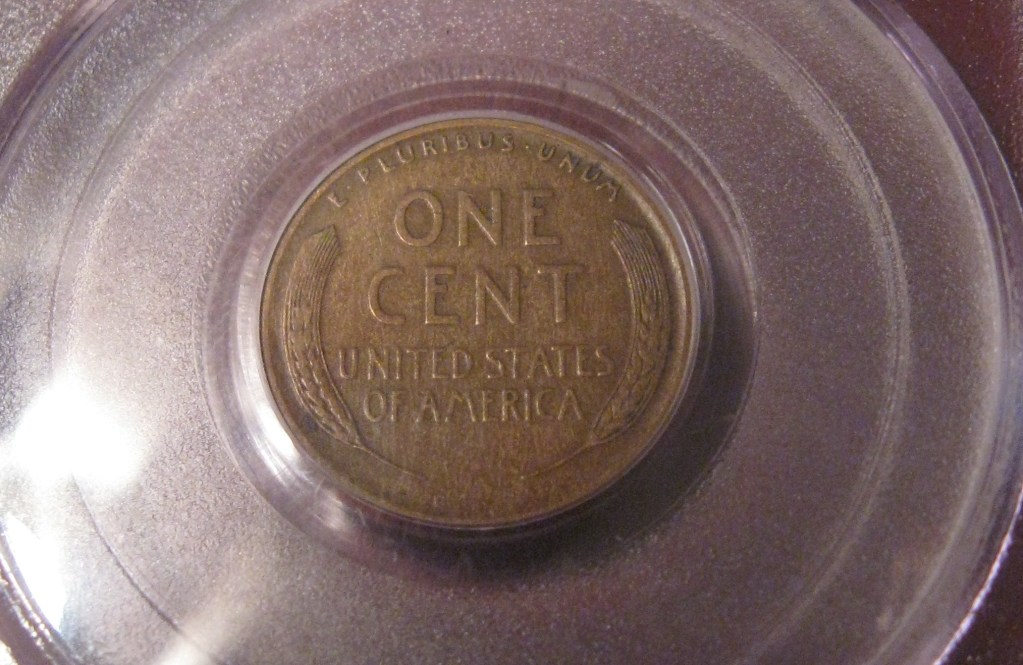 E·PLURIBUS·UNUM
ONE
CENT
UNITED STATES
OF AMERICA